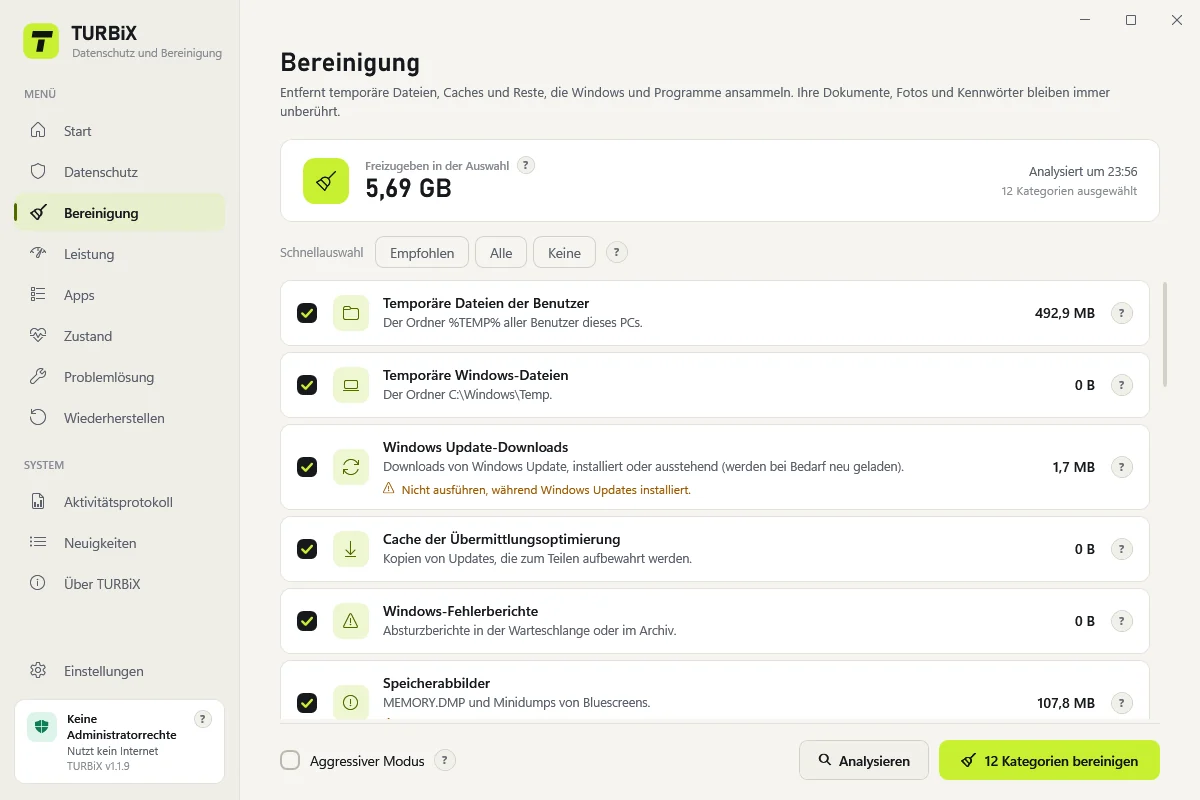 TURBiX
Datenschutz und Bereinigung
MENÜ
Start
Datenschutz
Bereinigung
Leistung
Apps
Zustand
Problemlösung
Wiederherstellen
SYSTEM
Aktivitätsprotokoll
Neuigkeiten
Über TURBiX
Einstellungen
Keine Administratorrechte
?
Nutzt kein Internet
TURBiX v1.1.9
Bereinigung
Entfernt temporäre Dateien, Caches und Reste, die Windows und Programme ansammeln. Ihre Dokumente, Fotos und Kennwörter bleiben immer
unberührt.
Freizugeben in der Auswahl ?
5,69 GB
Analysiert um 23:56
12 Kategorien ausgewählt
Schnellauswahl Empfohlen Alle Keine ?
Temporäre Dateien der Benutzer
Der Ordner %TEMP% aller Benutzer dieses PCs.
492,9 MB ?
Temporäre Windows-Dateien
Der Ordner C:\Windows\Temp.
0 B ?
Windows Update-Downloads
Downloads von Windows Update, installiert oder ausstehend (werden bei Bedarf neu geladen).
Nicht ausführen, während Windows Updates installiert.
1,7 MB ?
Cache der Übermittlungsoptimierung
Kopien von Updates, die zum Teilen aufbewahrt werden.
0 B ?
Windows-Fehlerberichte
Absturzberichte in der Warteschlange oder im Archiv.
0 B ?
Speicherabbilder
MEMORY.DMP und Minidumps von Bluescreens.
107,8 MB ?
Aggressiver Modus ?
Analysieren
12 Kategorien bereinigen